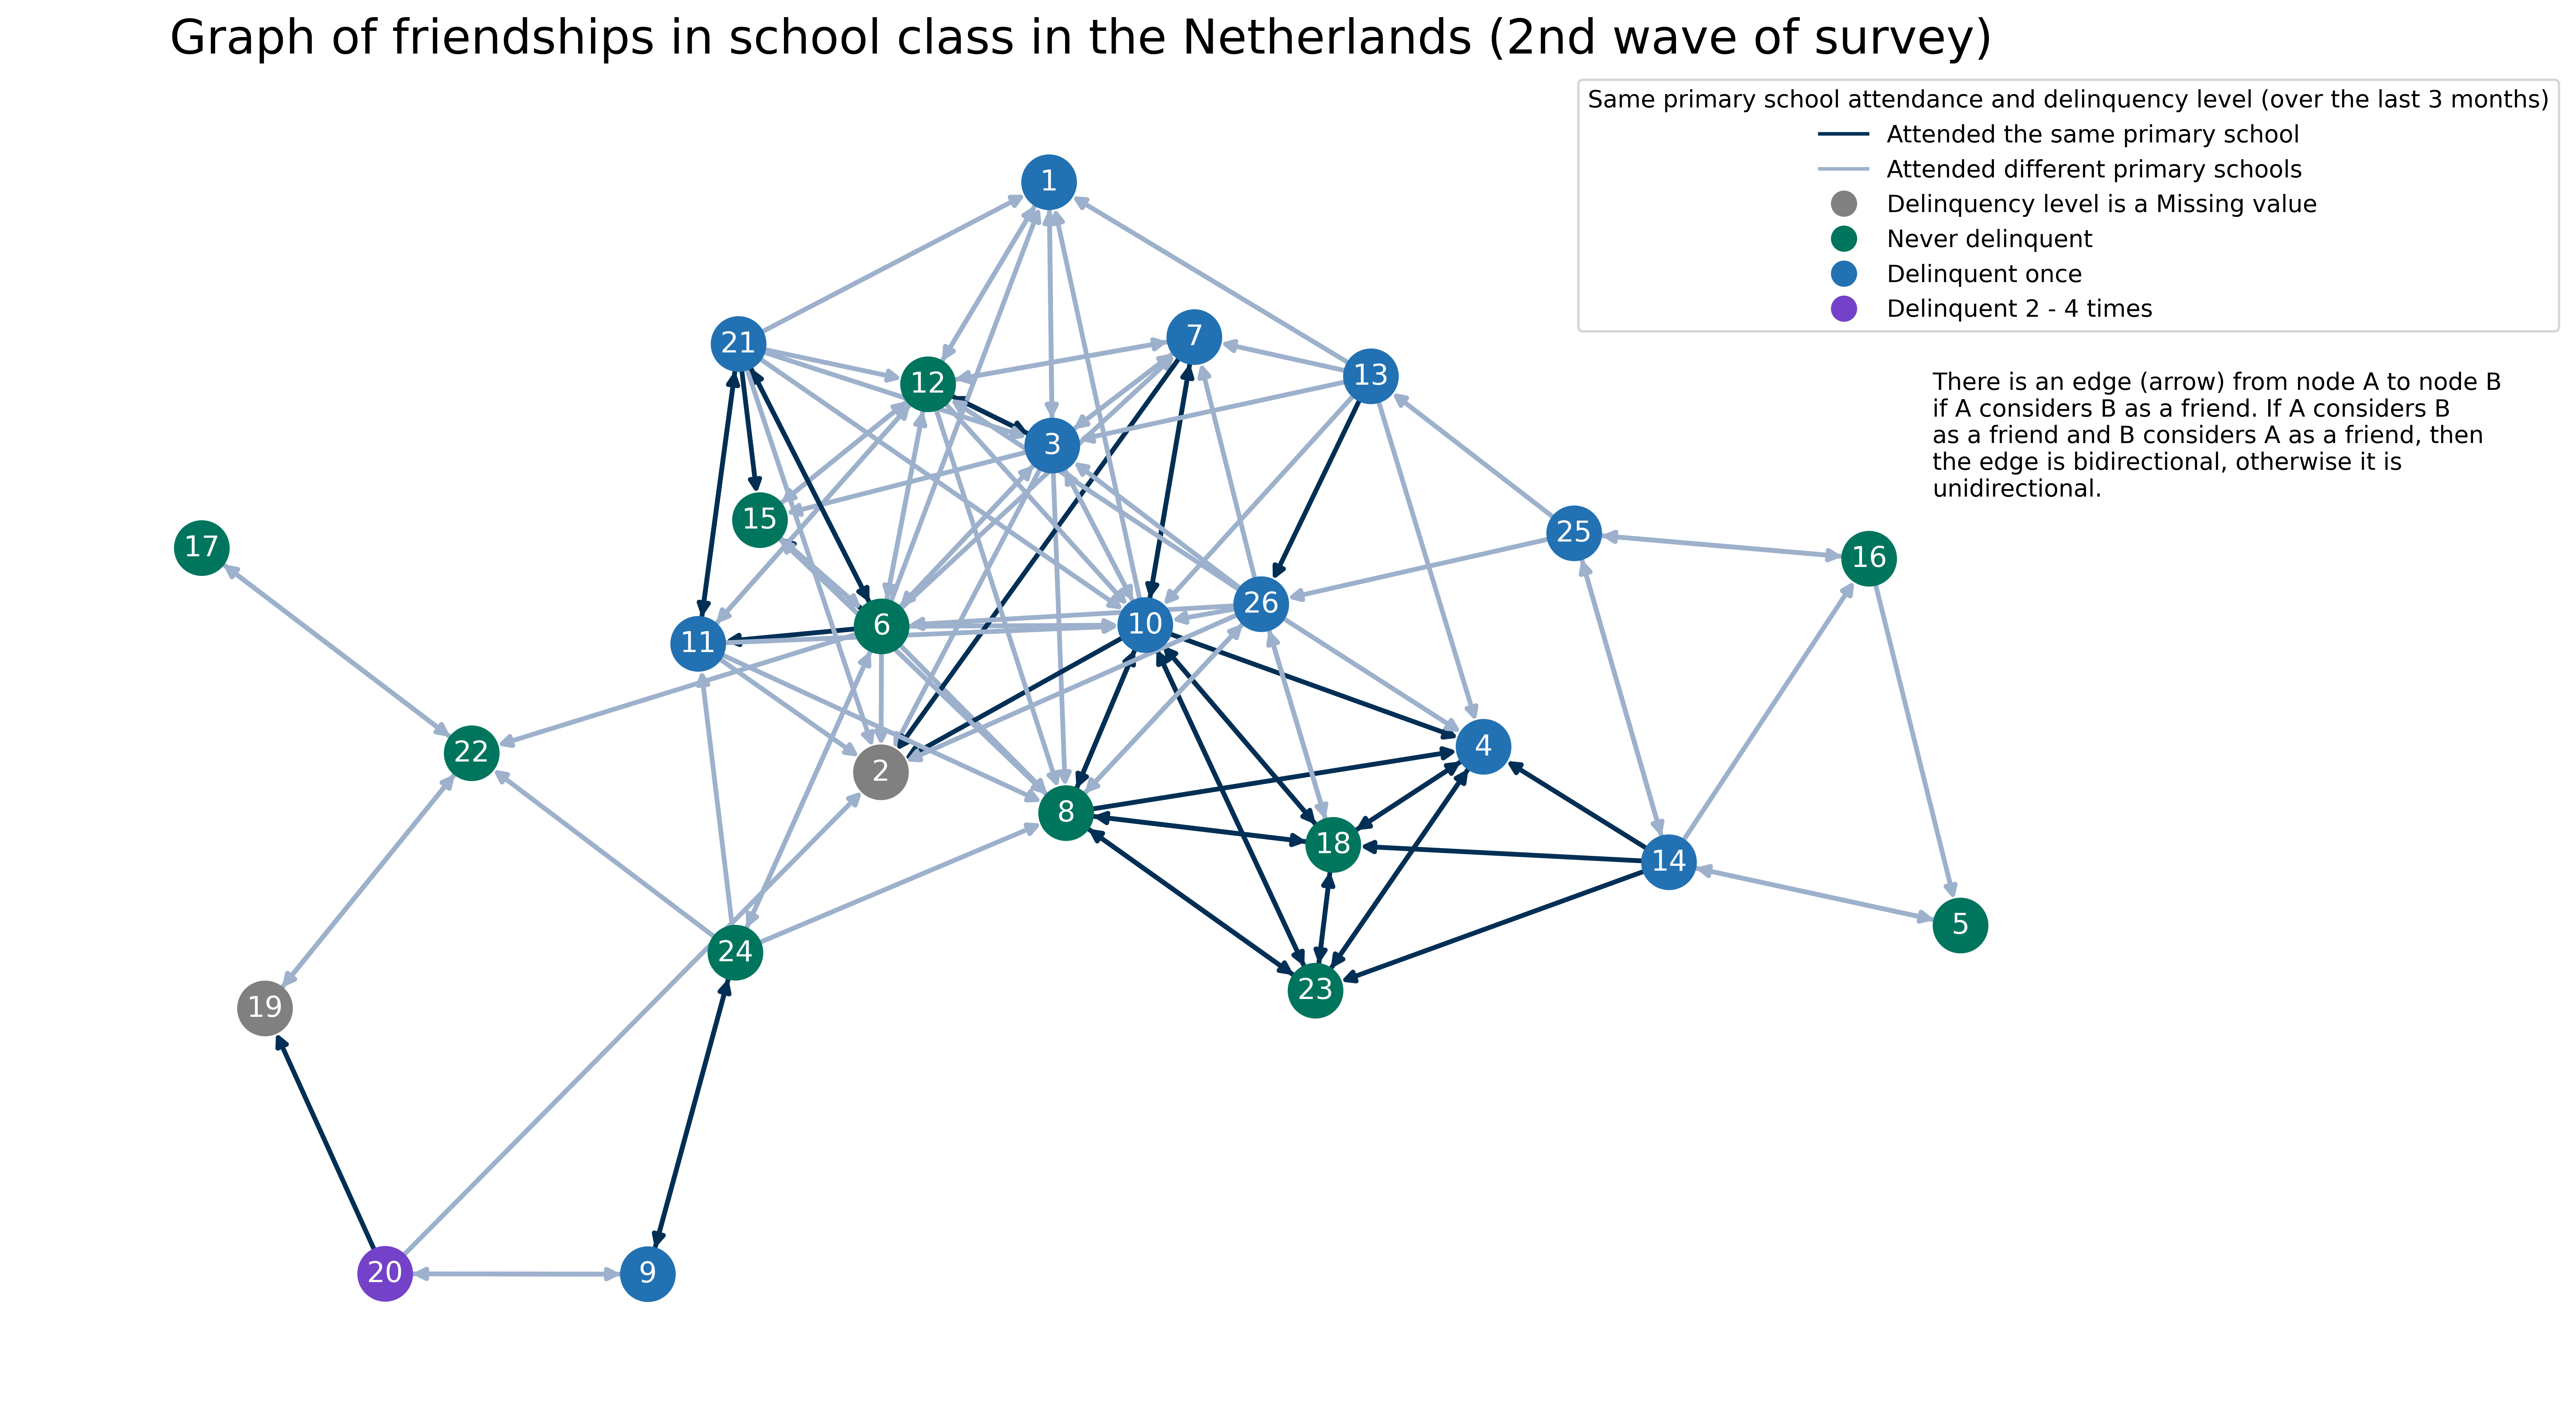 Graph of friendships in school class in the Netherlands (2nd wave of survey)
Same primary school attendance and delinquency level (over the last 3 months)
Attended the same primary school
Attended different primary schools
Delinquency level is a Missing value
Never delinquent
Delinquent once
Delinquent 2 - 4 times
There is an edge (arrow) from node A to node B
if A considers B as a friend. If A considers B
as a friend and B considers A as a friend, then
the edge is bidirectional, otherwise it is
unidirectional.
1
21
7
12
13
3
15
25
17
16
26
6
10
11
4
22
2
8
18
14
5
24
23
19
20
9